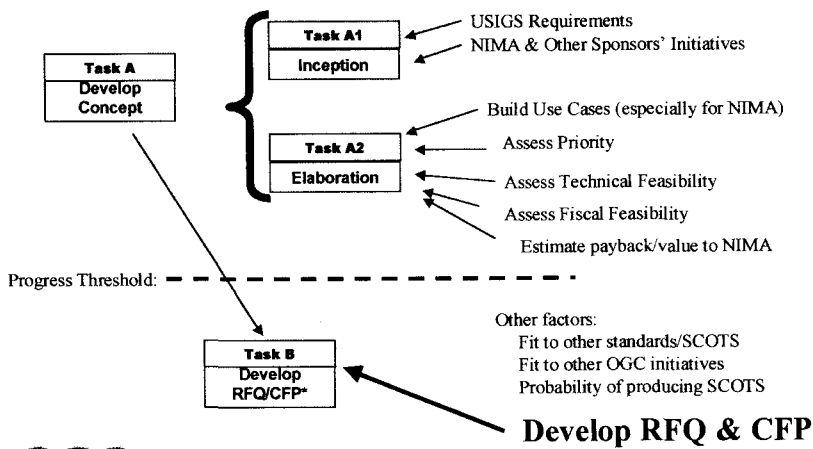 USIGS Requirements
Task A1
NIMA & Other Sponsors' Initiatives
Inception
Task A
Develop
Concept
Build Use Cases (especially for NIMA)
Task A2
Assess Priority
Elaboration
Assess Technical Feasibility
Assess Fiscal Feasibility
Estimate payback/value to NIMA
Progress Threshold:
Other factors:
Fit to other standards/SCOTS
Fit to other OGC initiatives
Probability of producing SCOTS
Task B
Develop
RFQ/CFP*
Develop RFQ & CFP